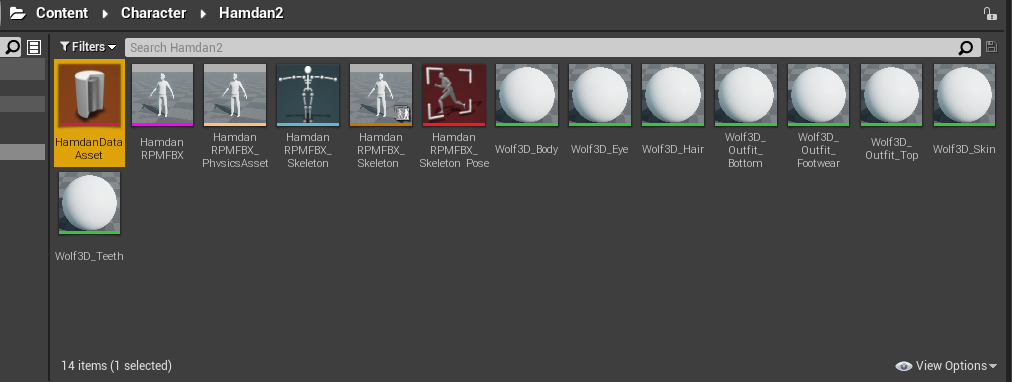 Content Character Hamdan2
Filters Search Hamdan2
HamdanData
Asset
Hamdan
RPMFBX
Hamdan
RPMFBX_
PhysicsAsset
Hamdan
RPMFBX_
Skeleton
Hamdan
RPMFBX_
Skeleton
Hamdan
RPMFBX_
Skeleton_Pose
Wolf3D_Body
Wolf3D_Eye
Wolf3D_Hair
Wolf3D_
Outfit_
Bottom
Wolf3D_
Outfit_
Footwear
Wolf3D_
Outfit_Top
Wolf3D_Skin
Wolf3D_Teeth
14 items (1 selected)
View Options